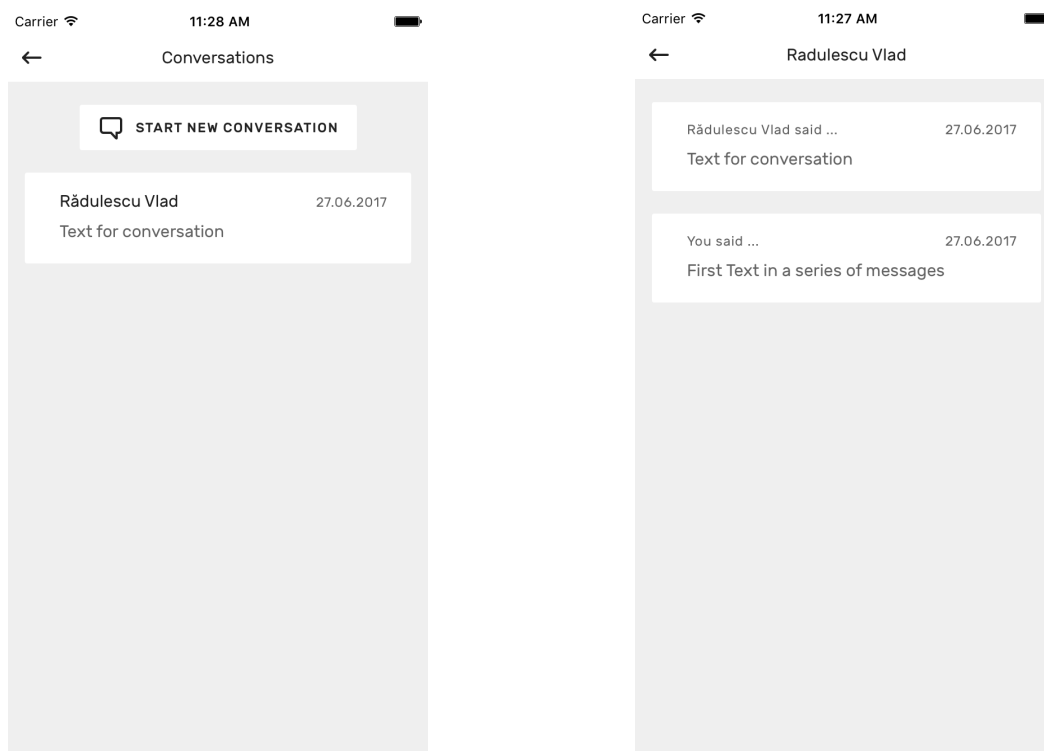 Carrier 11:28 AM
Conversations
START NEW CONVERSATION
Rădulescu Vlad 27.06.2017
Text for conversation
Carrier 11:27 AM
Radulescu Vlad
Rădulescu Vlad said ... 27.06.2017
Text for conversation
You said ... 27.06.2017
First Text in a series of messages